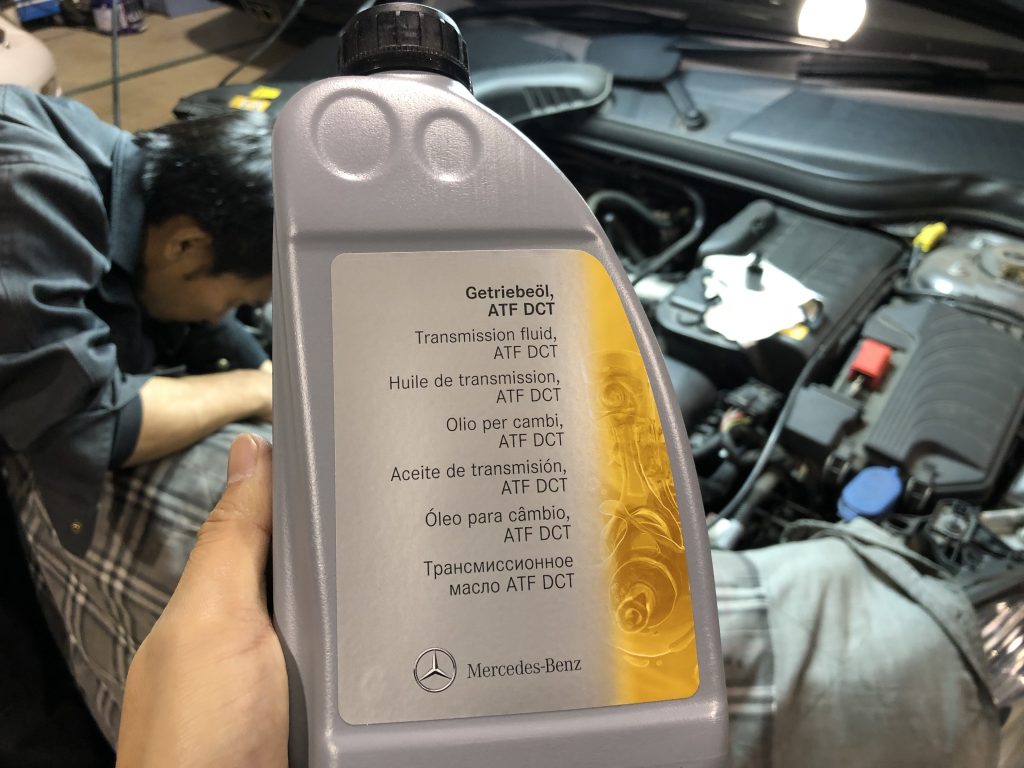 Getriebeöl,
ATF DCT
Transmission fluid,
ATF DCT
Huile de transmission,
ATF DCT
Olio per cambi,
ATF DCT
Aceite de transmisión,
ATF DCT
Óleo para câmbio,
ATF DCT
Трансмиссионное
масло ATF DCT
Mercedes-Benz